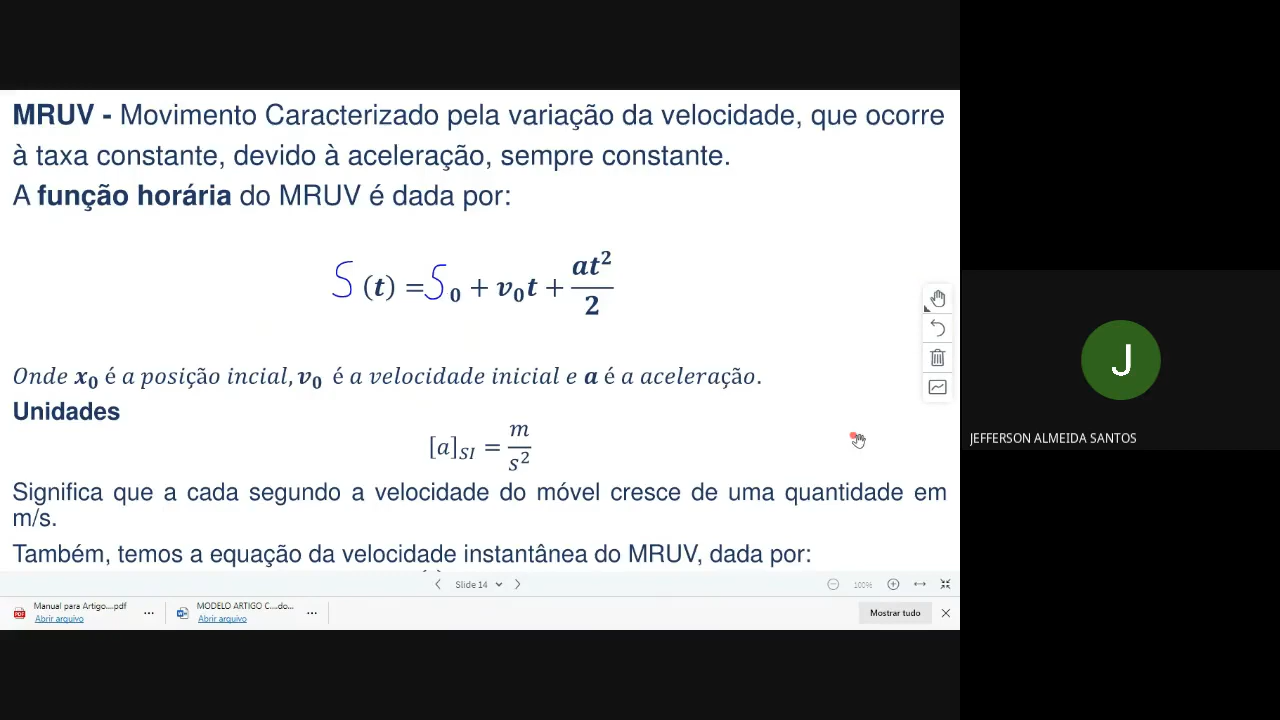 MRUV - Movimento Caracterizado pela variação da velocidade, que ocorre
à taxa constante, devido à aceleração, sempre constante.
A função horária do MRUV é dada por:
S (t) = S₀ + v₀t + at²/2
Onde x₀ é a posição incial, v₀ é a velocidade inicial e a é a aceleração.
Unidades
[a]SI = m/s²
Significa que a cada segundo a velocidade do móvel cresce de uma quantidade em
m/s.
Também, temos a equação da velocidade instantânea do MRUV, dada por:
Slide 14
100%
Manual para Artigo....pdf
Abrir arquivo
MODELO ARTIGO C....do...
Abrir arquivo
Mostrar tudo
J
JEFFERSON ALMEIDA SANTOS